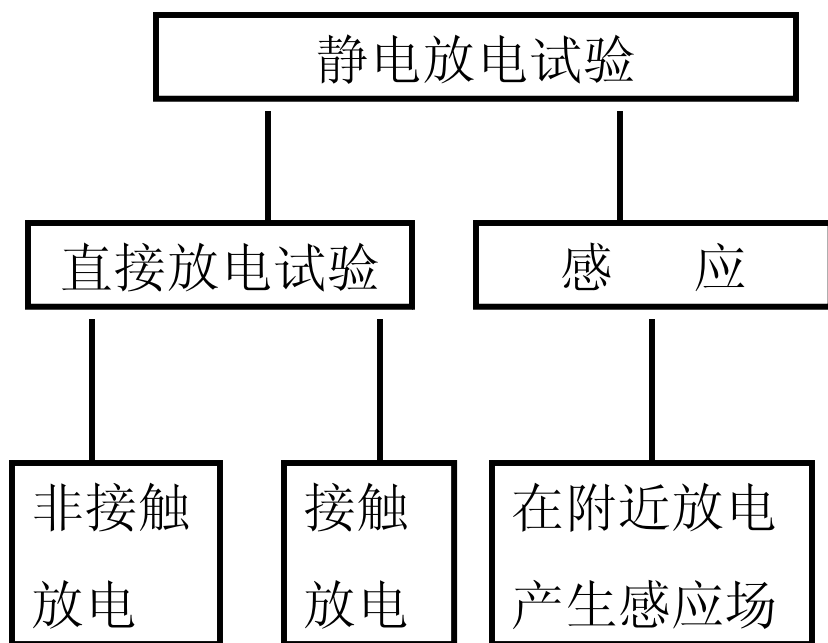 静电放电试验
直接放电试验
感 应
非接触
放电
接触
放电
在附近放电
产生感应场